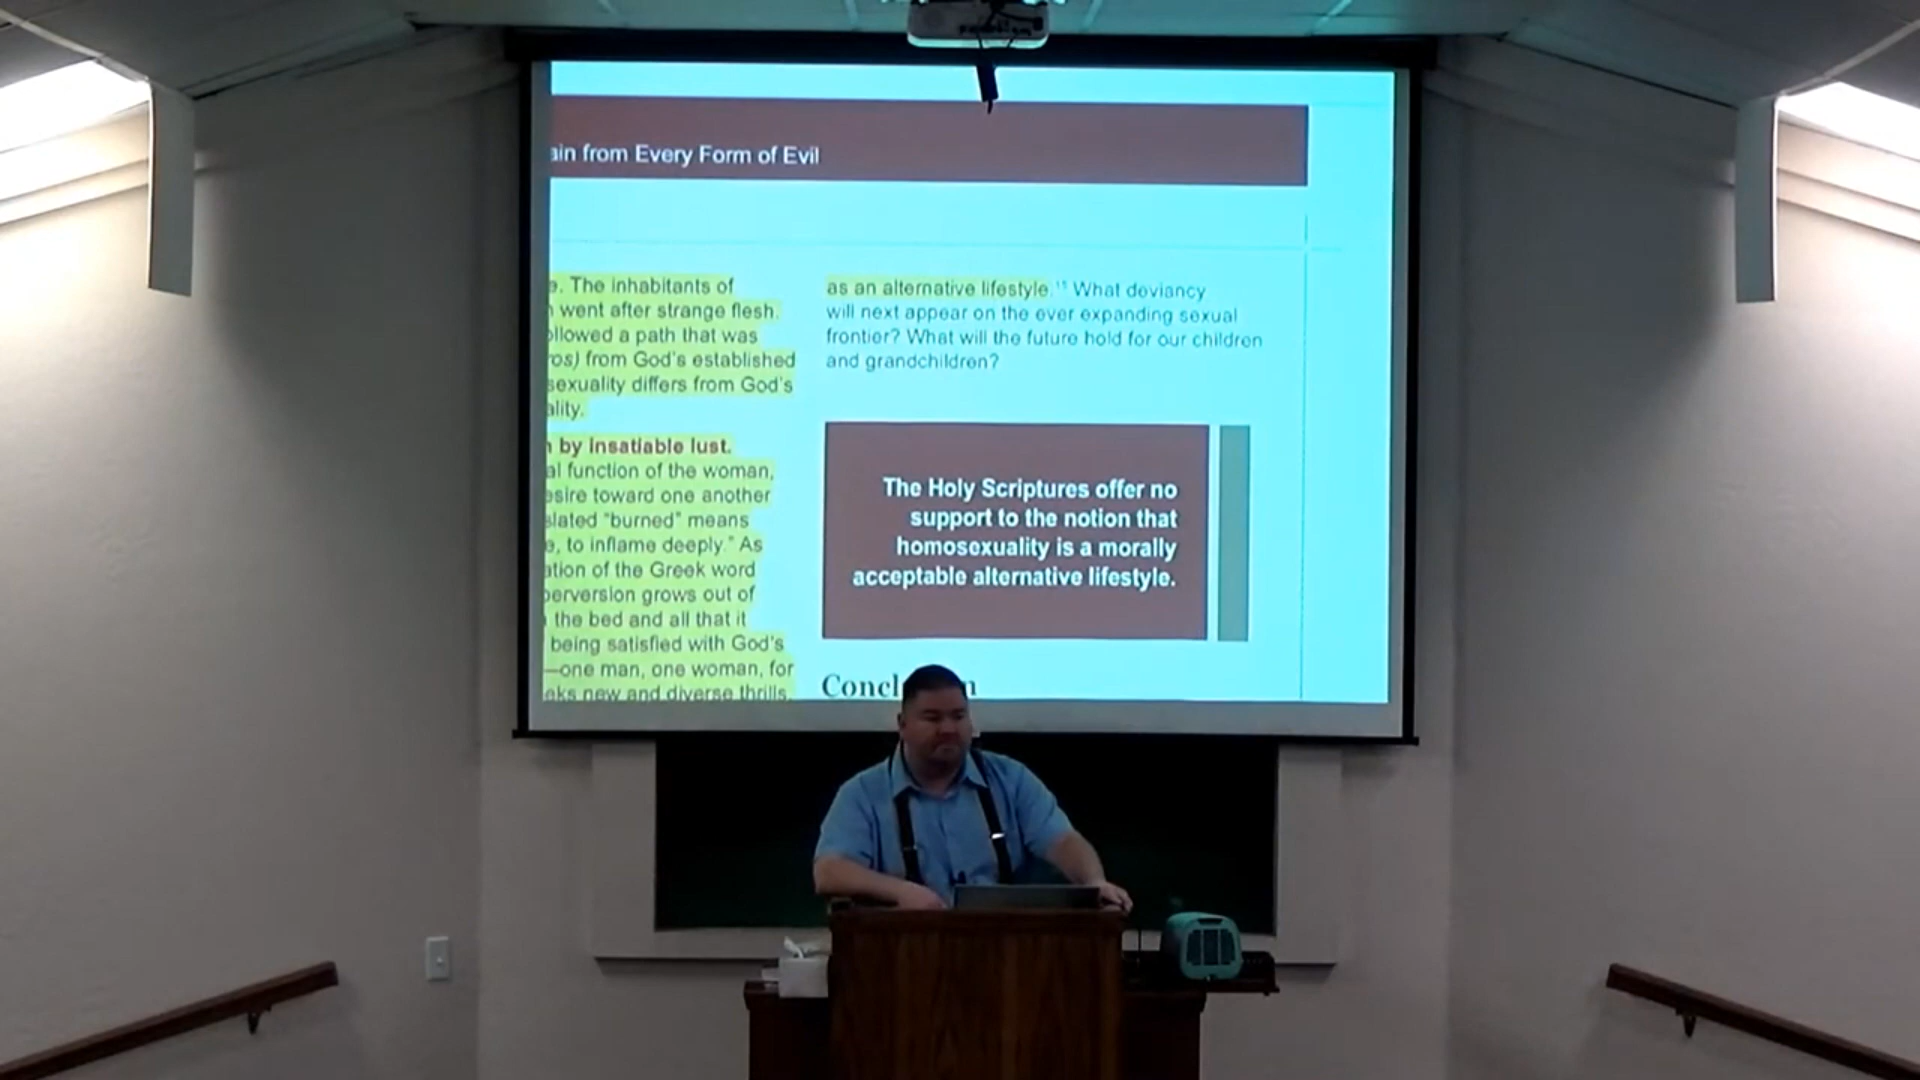 ain from Every Form of Evil
e. The inhabitants of
went after strange flesh.
ollowed a path that was
ros) from God's established
sexuality differs from God's
ality.
by insatiable lust.
al function of the woman,
esire toward one another
slated "burned" means
e, to inflame deeply." As
ation of the Greek word
perversion grows out of
the bed and all that it
being satisfied with God's
—one man, one woman, for
eks new and diverse thrills.
as an alternative lifestyle. What deviancy
will next appear on the ever expanding sexual
frontier? What will the future hold for our children
and grandchildren?
The Holy Scriptures offer no
support to the notion that
homosexuality is a morally
acceptable alternative lifestyle.
Concl n